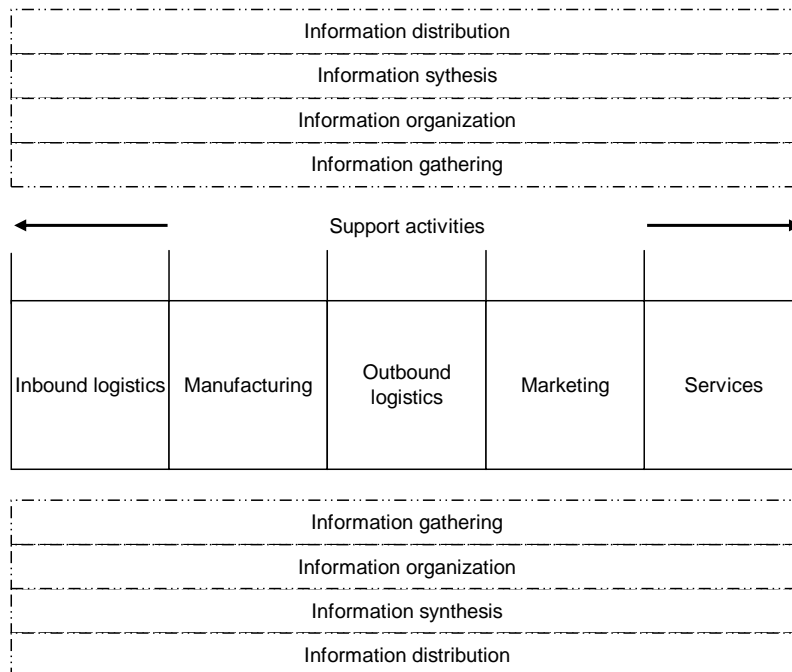 Information distribution
Information sythesis
Information organization
Information gathering
Support activities
Inbound logistics
Manufacturing
Outbound
logistics
Marketing
Services
Information gathering
Information organization
Information synthesis
Information distribution